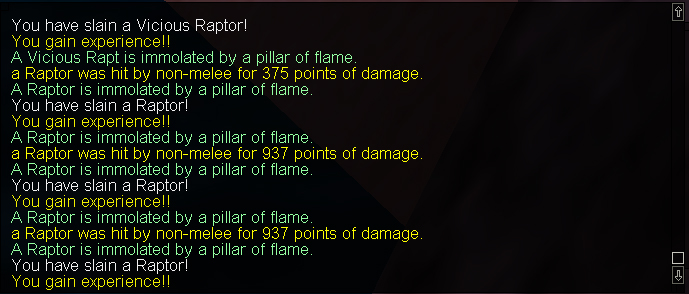 You have slain a Vicious Raptor!
You gain experience!!
A Vicious Rapt is immolated by a pillar of flame.
a Raptor was hit by non-melee for 375 points of damage.
A Raptor is immolated by a pillar of flame.
You have slain a Raptor!
You gain experience!!
A Raptor is immolated by a pillar of flame.
a Raptor was hit by non-melee for 937 points of damage.
A Raptor is immolated by a pillar of flame.
You have slain a Raptor!
You gain experience!!
A Raptor is immolated by a pillar of flame.
a Raptor was hit by non-melee for 937 points of damage.
A Raptor is immolated by a pillar of flame.
You have slain a Raptor!
You gain experience!!